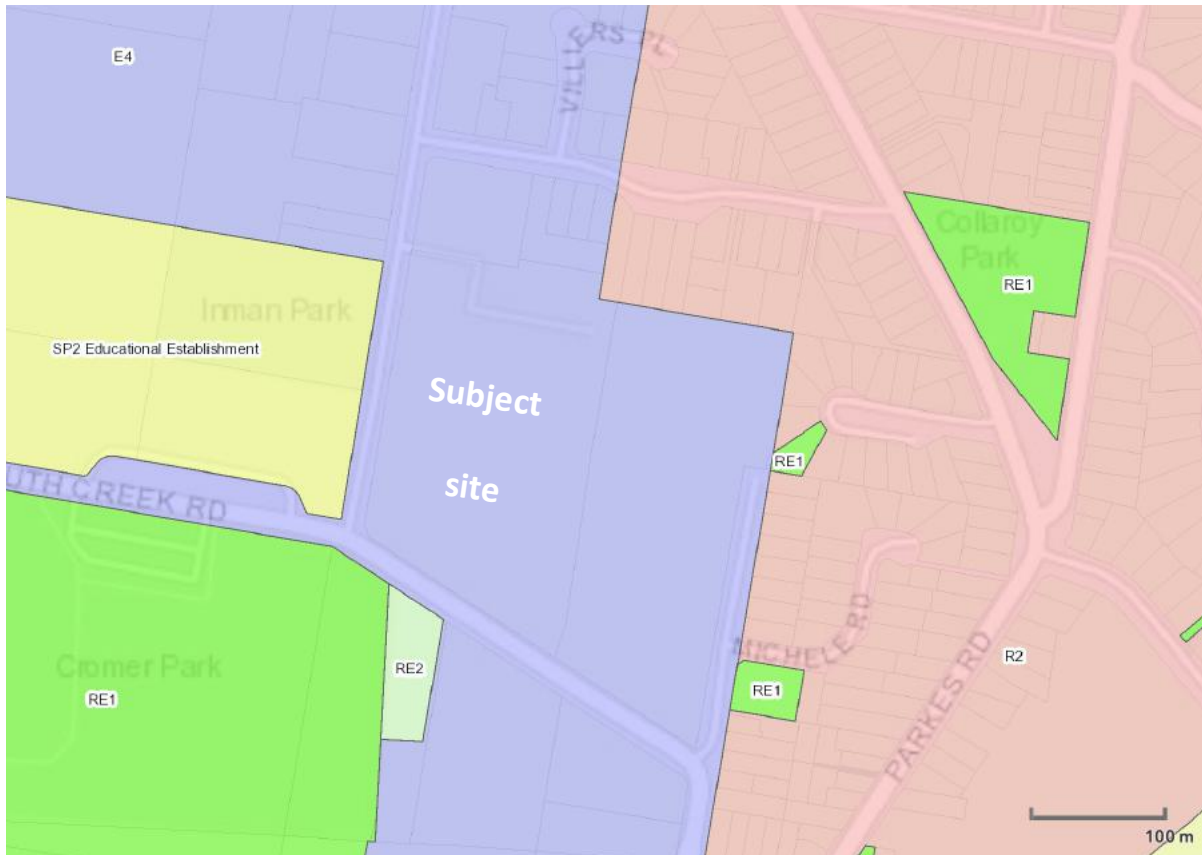 E4
VILLERS PL
Collaroy
Park
RE1
Inman Park
SP2 Educational Establishment
Subject
site
RE1
UTH CREEK RD
MICHELE RD
PARKES RD
R2
Cromer Park
RE2
RE1
RE1
100 m